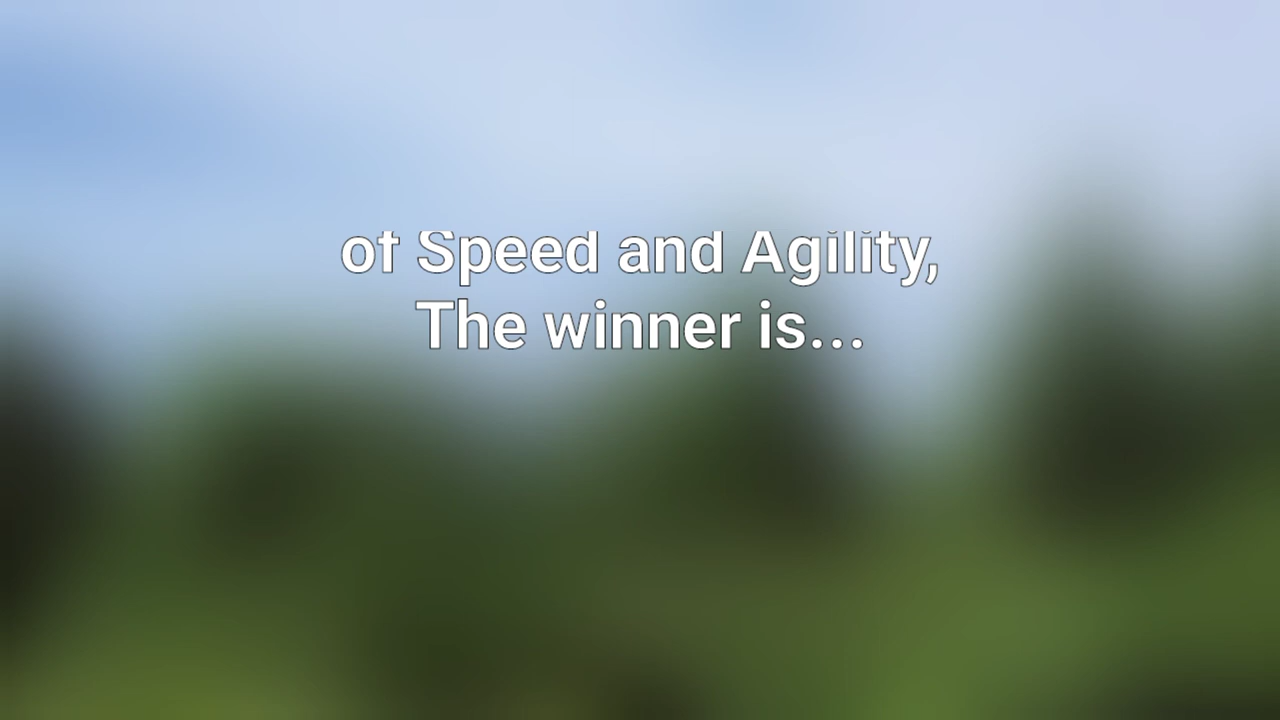 of Speed and Agility,
The winner is...